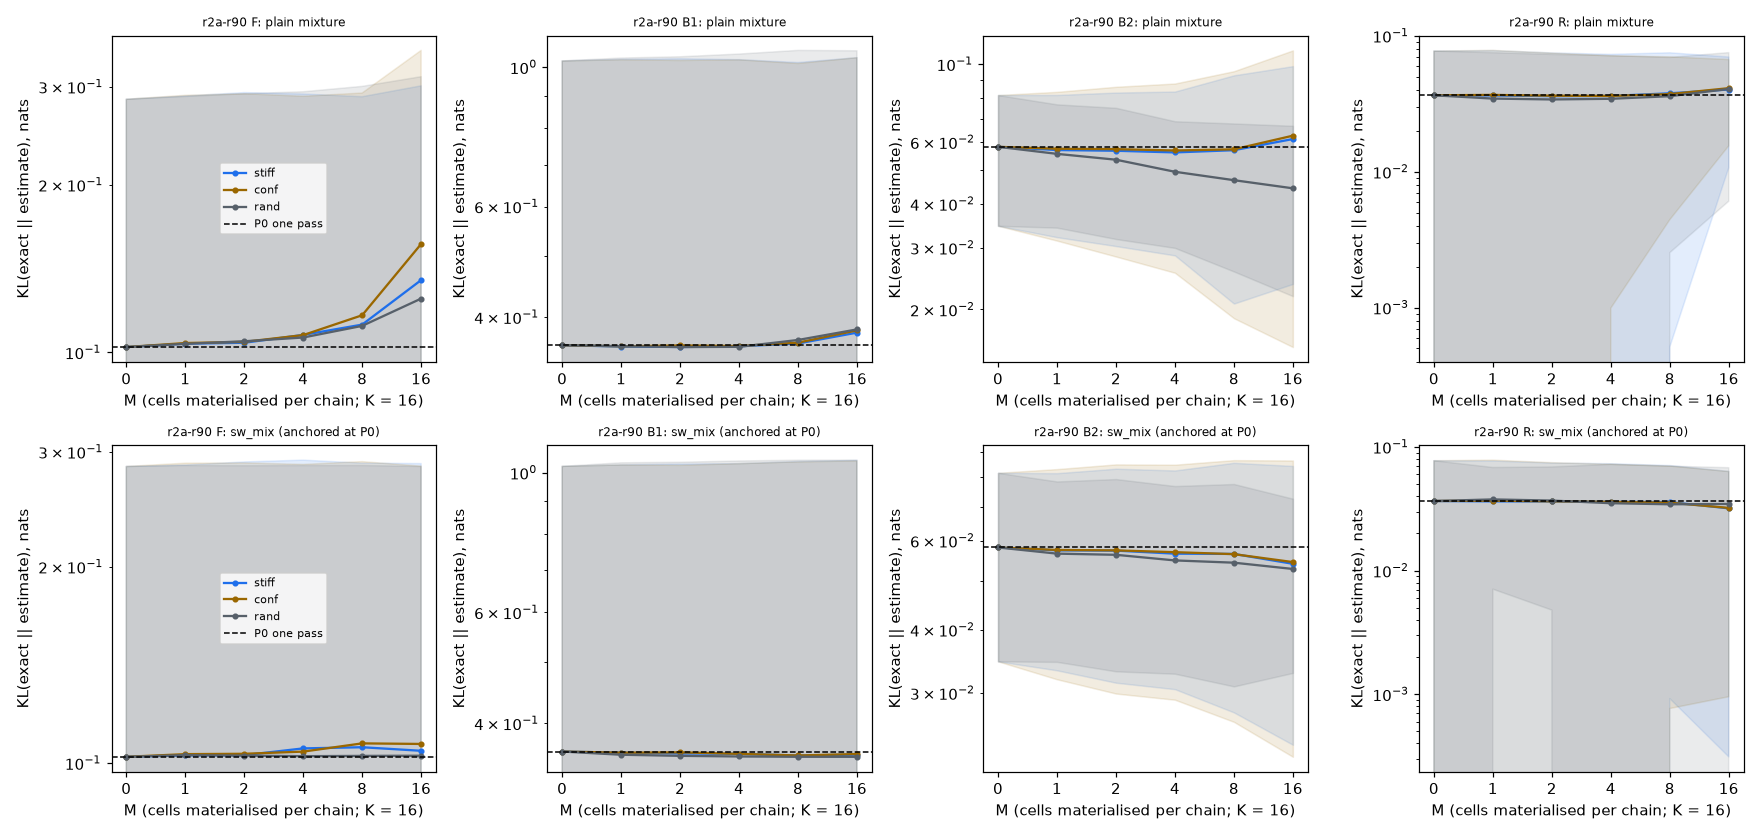 r2a-r90 F: plain mixture
r2a-r90 B1: plain mixture
r2a-r90 B2: plain mixture
r2a-r90 R: plain mixture
KL(exact || estimate), nats
3 × 10⁻¹
2 × 10⁻¹
10⁻¹
stiff
conf
rand
P0 one pass
0 1 2 4 8 16
M (cells materialised per chain; K = 16)
KL(exact || estimate), nats
10⁰
6 × 10⁻¹
4 × 10⁻¹
0 1 2 4 8 16
M (cells materialised per chain; K = 16)
KL(exact || estimate), nats
10⁻¹
6 × 10⁻²
4 × 10⁻²
3 × 10⁻²
2 × 10⁻²
0 1 2 4 8 16
M (cells materialised per chain; K = 16)
KL(exact || estimate), nats
10⁻¹
10⁻²
10⁻³
0 1 2 4 8 16
M (cells materialised per chain; K = 16)
r2a-r90 F: sw_mix (anchored at P0)
r2a-r90 B1: sw_mix (anchored at P0)
r2a-r90 B2: sw_mix (anchored at P0)
r2a-r90 R: sw_mix (anchored at P0)
KL(exact || estimate), nats
3 × 10⁻¹
2 × 10⁻¹
10⁻¹
stiff
conf
rand
P0 one pass
0 1 2 4 8 16
M (cells materialised per chain; K = 16)
KL(exact || estimate), nats
10⁰
6 × 10⁻¹
4 × 10⁻¹
0 1 2 4 8 16
M (cells materialised per chain; K = 16)
KL(exact || estimate), nats
6 × 10⁻²
4 × 10⁻²
3 × 10⁻²
0 1 2 4 8 16
M (cells materialised per chain; K = 16)
KL(exact || estimate), nats
10⁻¹
10⁻²
10⁻³
0 1 2 4 8 16
M (cells materialised per chain; K = 16)